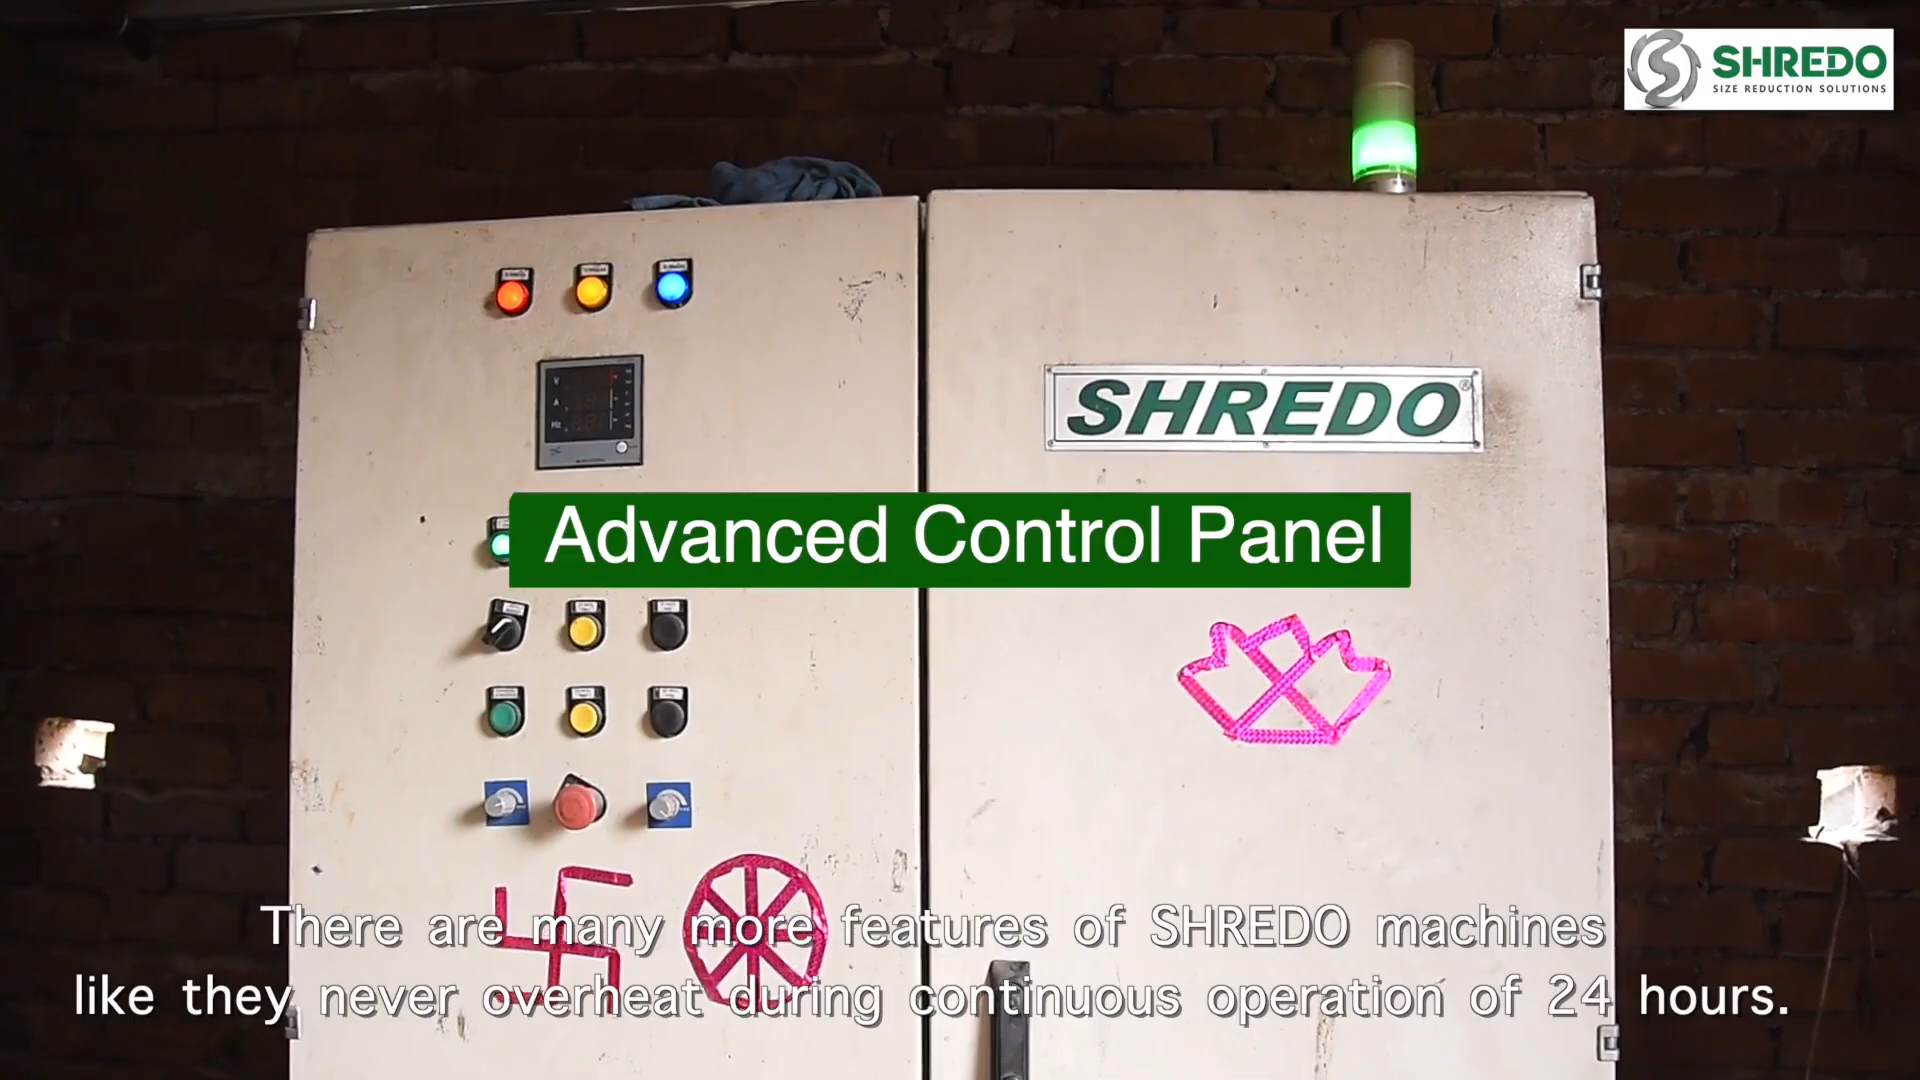 SHREDO
SIZE REDUCTION SOLUTIONS
V
A
Hz
SHREDO®
Advanced Control Panel
There are many more features of SHREDO machines
like they never overheat during continuous operation of 24 hours.